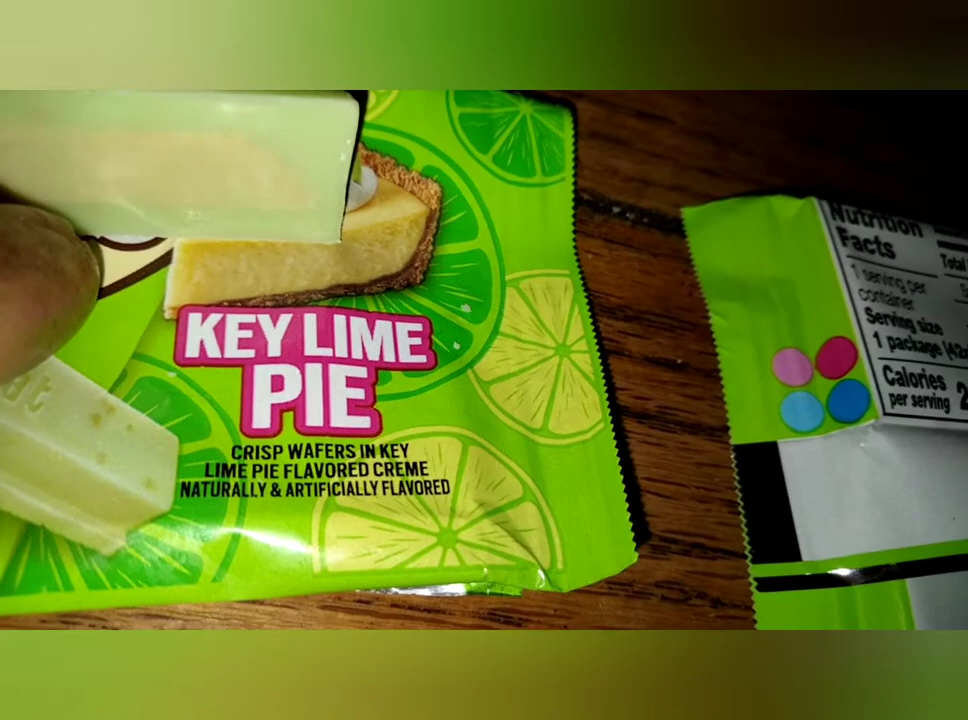 KEY LIME
PIE
CRISP WAFERS IN KEY
LIME PIE FLAVORED CREME
NATURALLY & ARTIFICIALLY FLAVORED
Nutrition
Facts
Total
1 serving per
container
Serving size
1 package
Calories
per serving